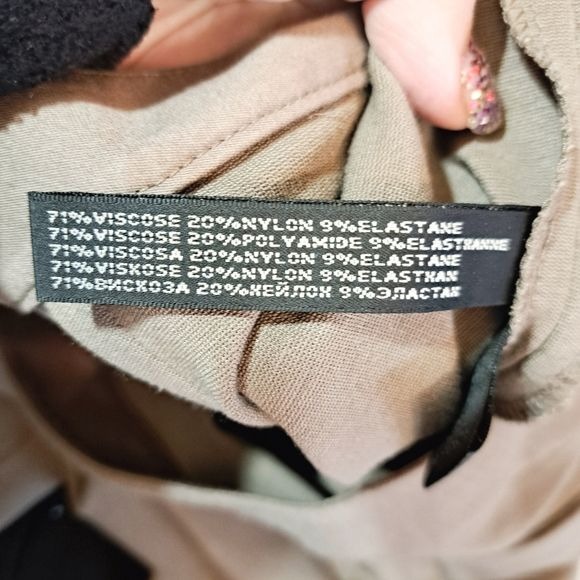 71%VISCOSE 20%NYLON 9%ELASTANE
71%VISCOSE 20%POLYAMIDE 9%ELASTHANNE
71%VISCOSA 20%NYLON 9%ELASTANE
71%VISKOSE 20%NYLON 9%ELASTHAN
71%ВИСКОЗА 20%НЕЙЛОН 9%ЭЛАСТАН